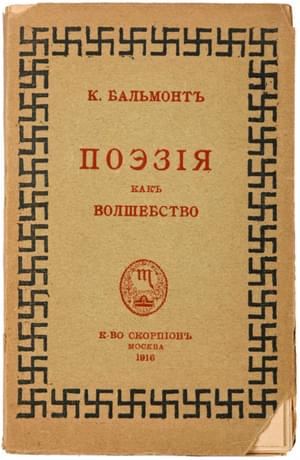 К. БАЛЬМОНТЪ
ПОЭЗІЯ
КАКЪ
ВОЛШЕБСТВО
К-ВО СКОРПІОНЪ
МОСКВА
1916